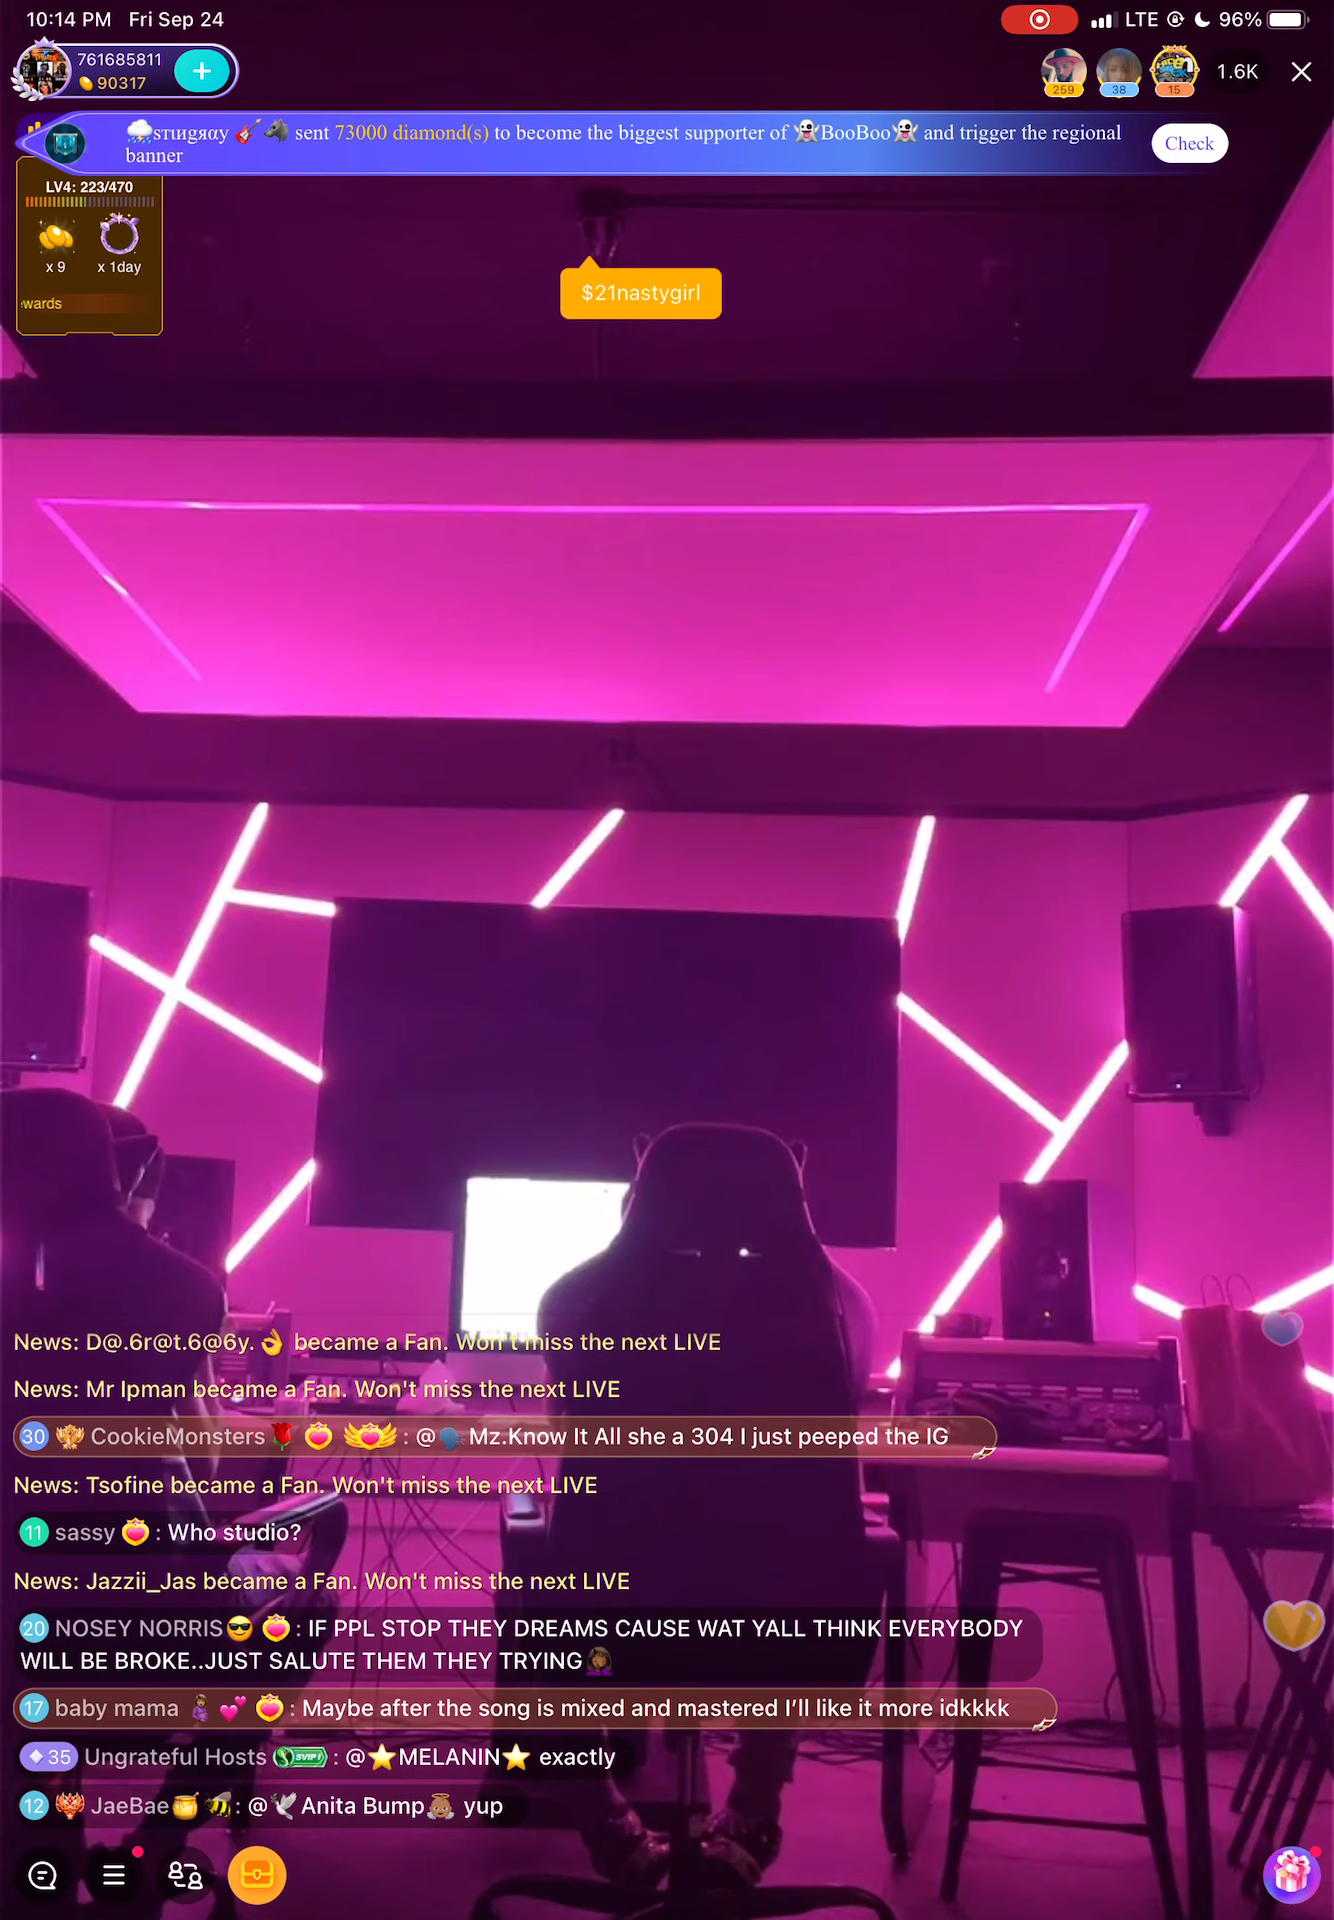 10:14 PM Fri Sep 24
LTE 96%
761685811
90317
259
38
15
1.6K
sтυηgяαy sent 73000 diamond(s) to become the biggest supporter of 👻BooBoo👻 and trigger the regional
banner
Check
LV4: 223/470
x 9 x 1day
wards
$21nastygirl
News: D@.6r@t.6@6y.👌 became a Fan. Won't miss the next LIVE
News: Mr Ipman became a Fan. Won't miss the next LIVE
30 CookieMonsters🌹 : @🗣Mz.Know It All she a 304 I just peeped the IG
News: Tsofine became a Fan. Won't miss the next LIVE
11 sassy : Who studio?
News: Jazzii_Jas became a Fan. Won't miss the next LIVE
20 NOSEY NORRIS😎 : IF PPL STOP THEY DREAMS CAUSE WAT YALL THINK EVERYBODY
WILL BE BROKE..JUST SALUTE THEM THEY TRYING🤦🏾‍♀️
17 baby mama 🤰🏾 💕 : Maybe after the song is mixed and mastered I’ll like it more idkkkk
35 Ungrateful Hosts SVIP1 : @⭐MELANIN⭐ exactly
12 JaeBae🍯 🐝: @🕊Anita Bump👼🏽 yup